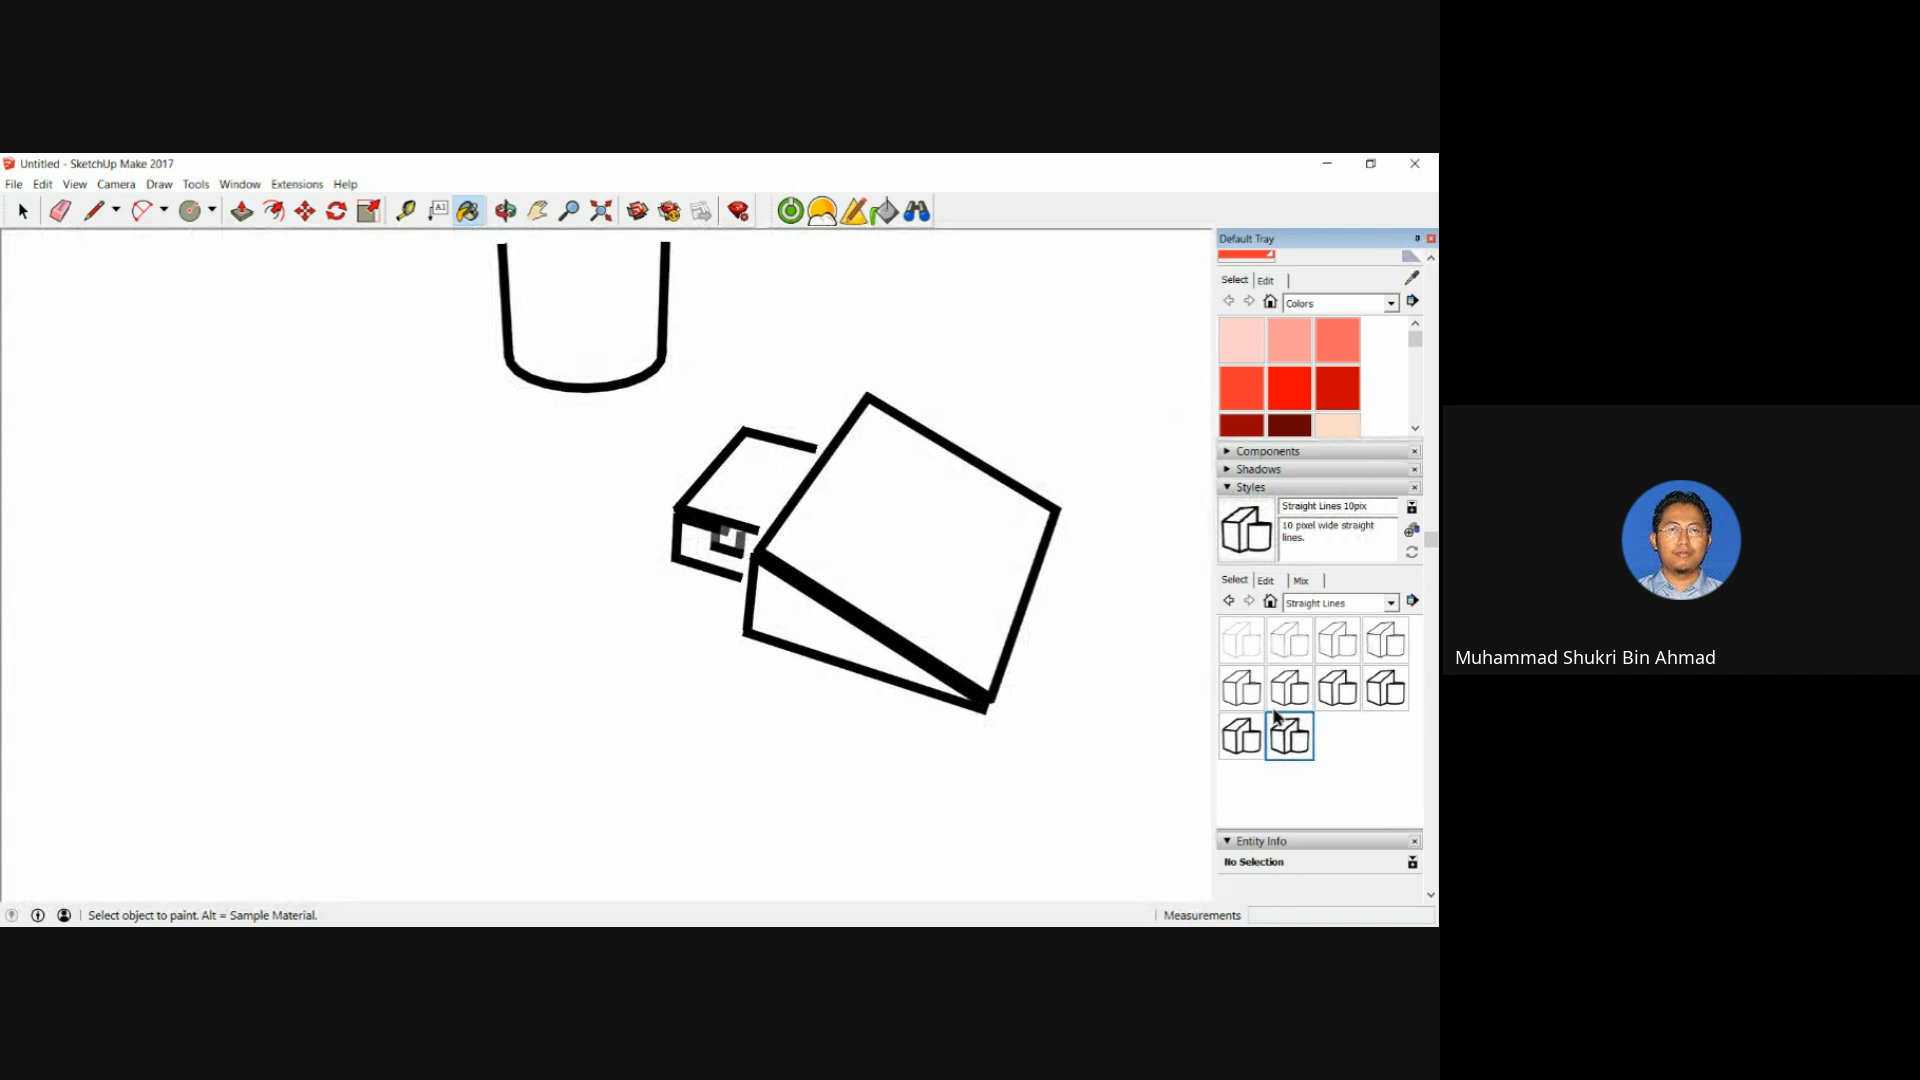 Untitled - SketchUp Make 2017
File Edit View Camera Draw Tools Window Extensions Help
Default Tray
Select Edit
Colors
Components
Shadows
Styles
Straight Lines 10pix
10 pixel wide straight
lines.
Select Edit Mix
Straight Lines
Entity Info
No Selection
Select object to paint. Alt = Sample Material.
Measurements
Muhammad Shukri Bin Ahmad